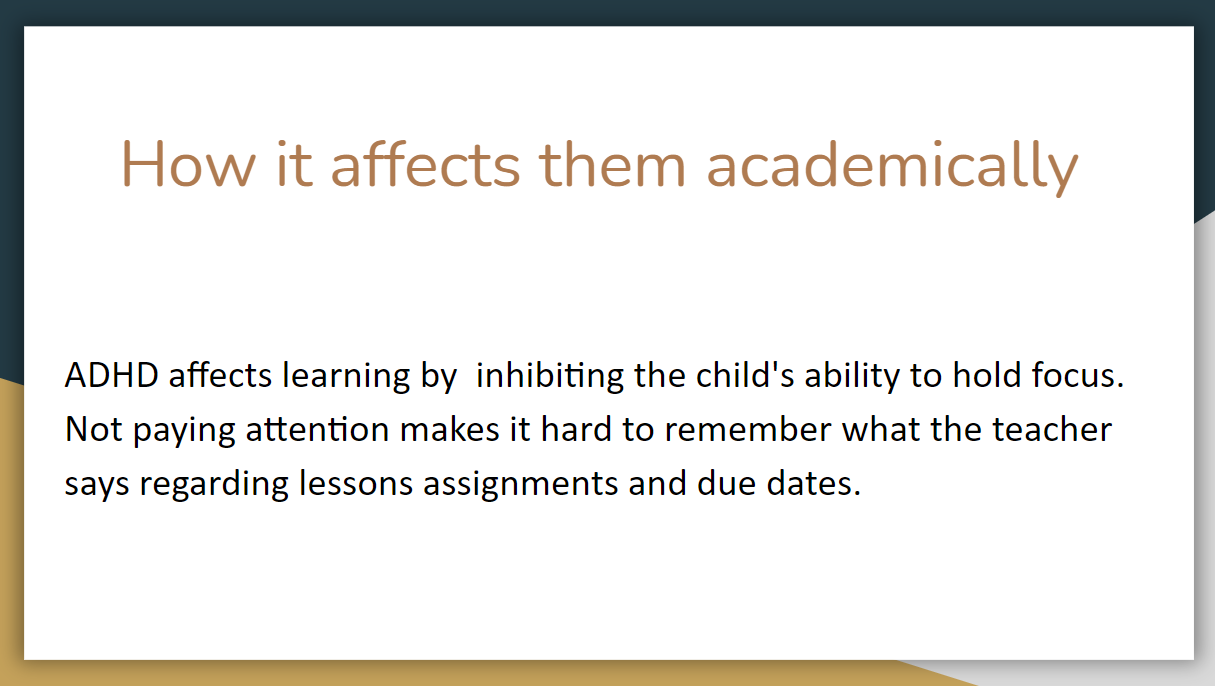 How it affects them academically
ADHD affects learning by  inhibiting the child's ability to hold focus.
Not paying attention makes it hard to remember what the teacher
says regarding lessons assignments and due dates.